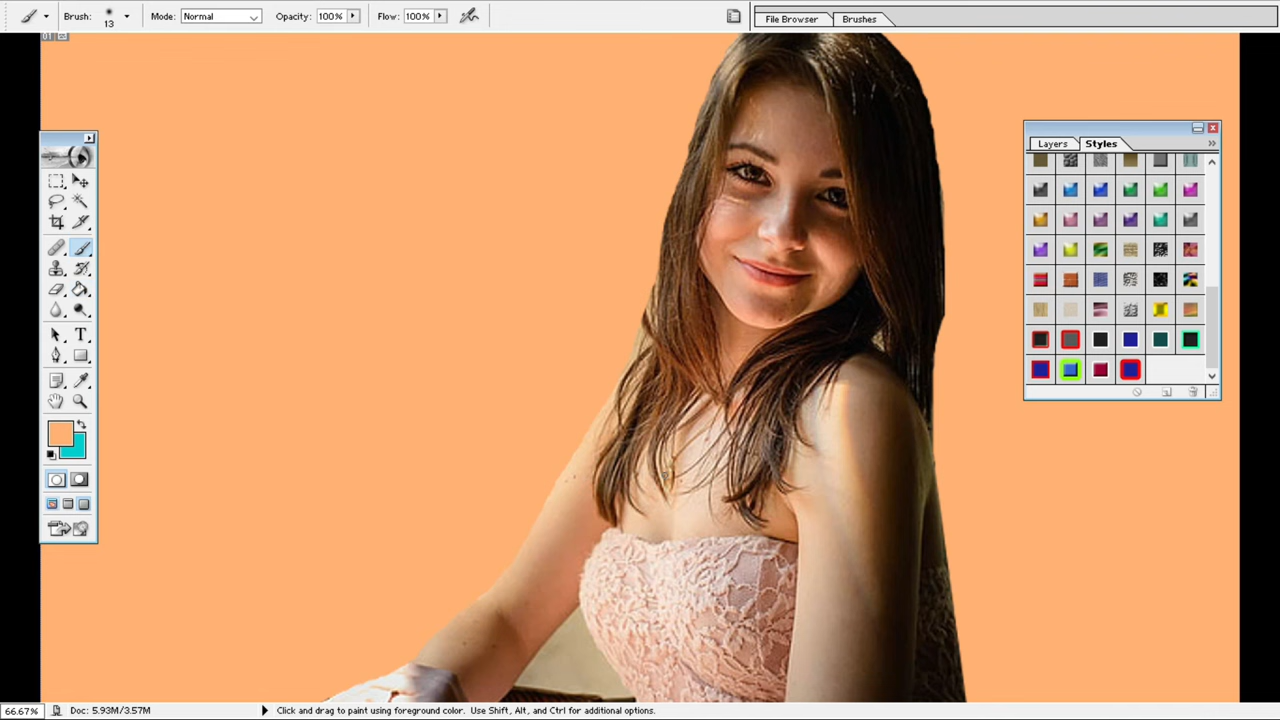 Brush: 13 Mode: Normal Opacity: 100% Flow: 100% File Browser Brushes
01
Layers Styles
66.67% Doc: 5.93M/3.57M Click and drag to paint using foreground color. Use Shift, Alt, and Ctrl for additional options.